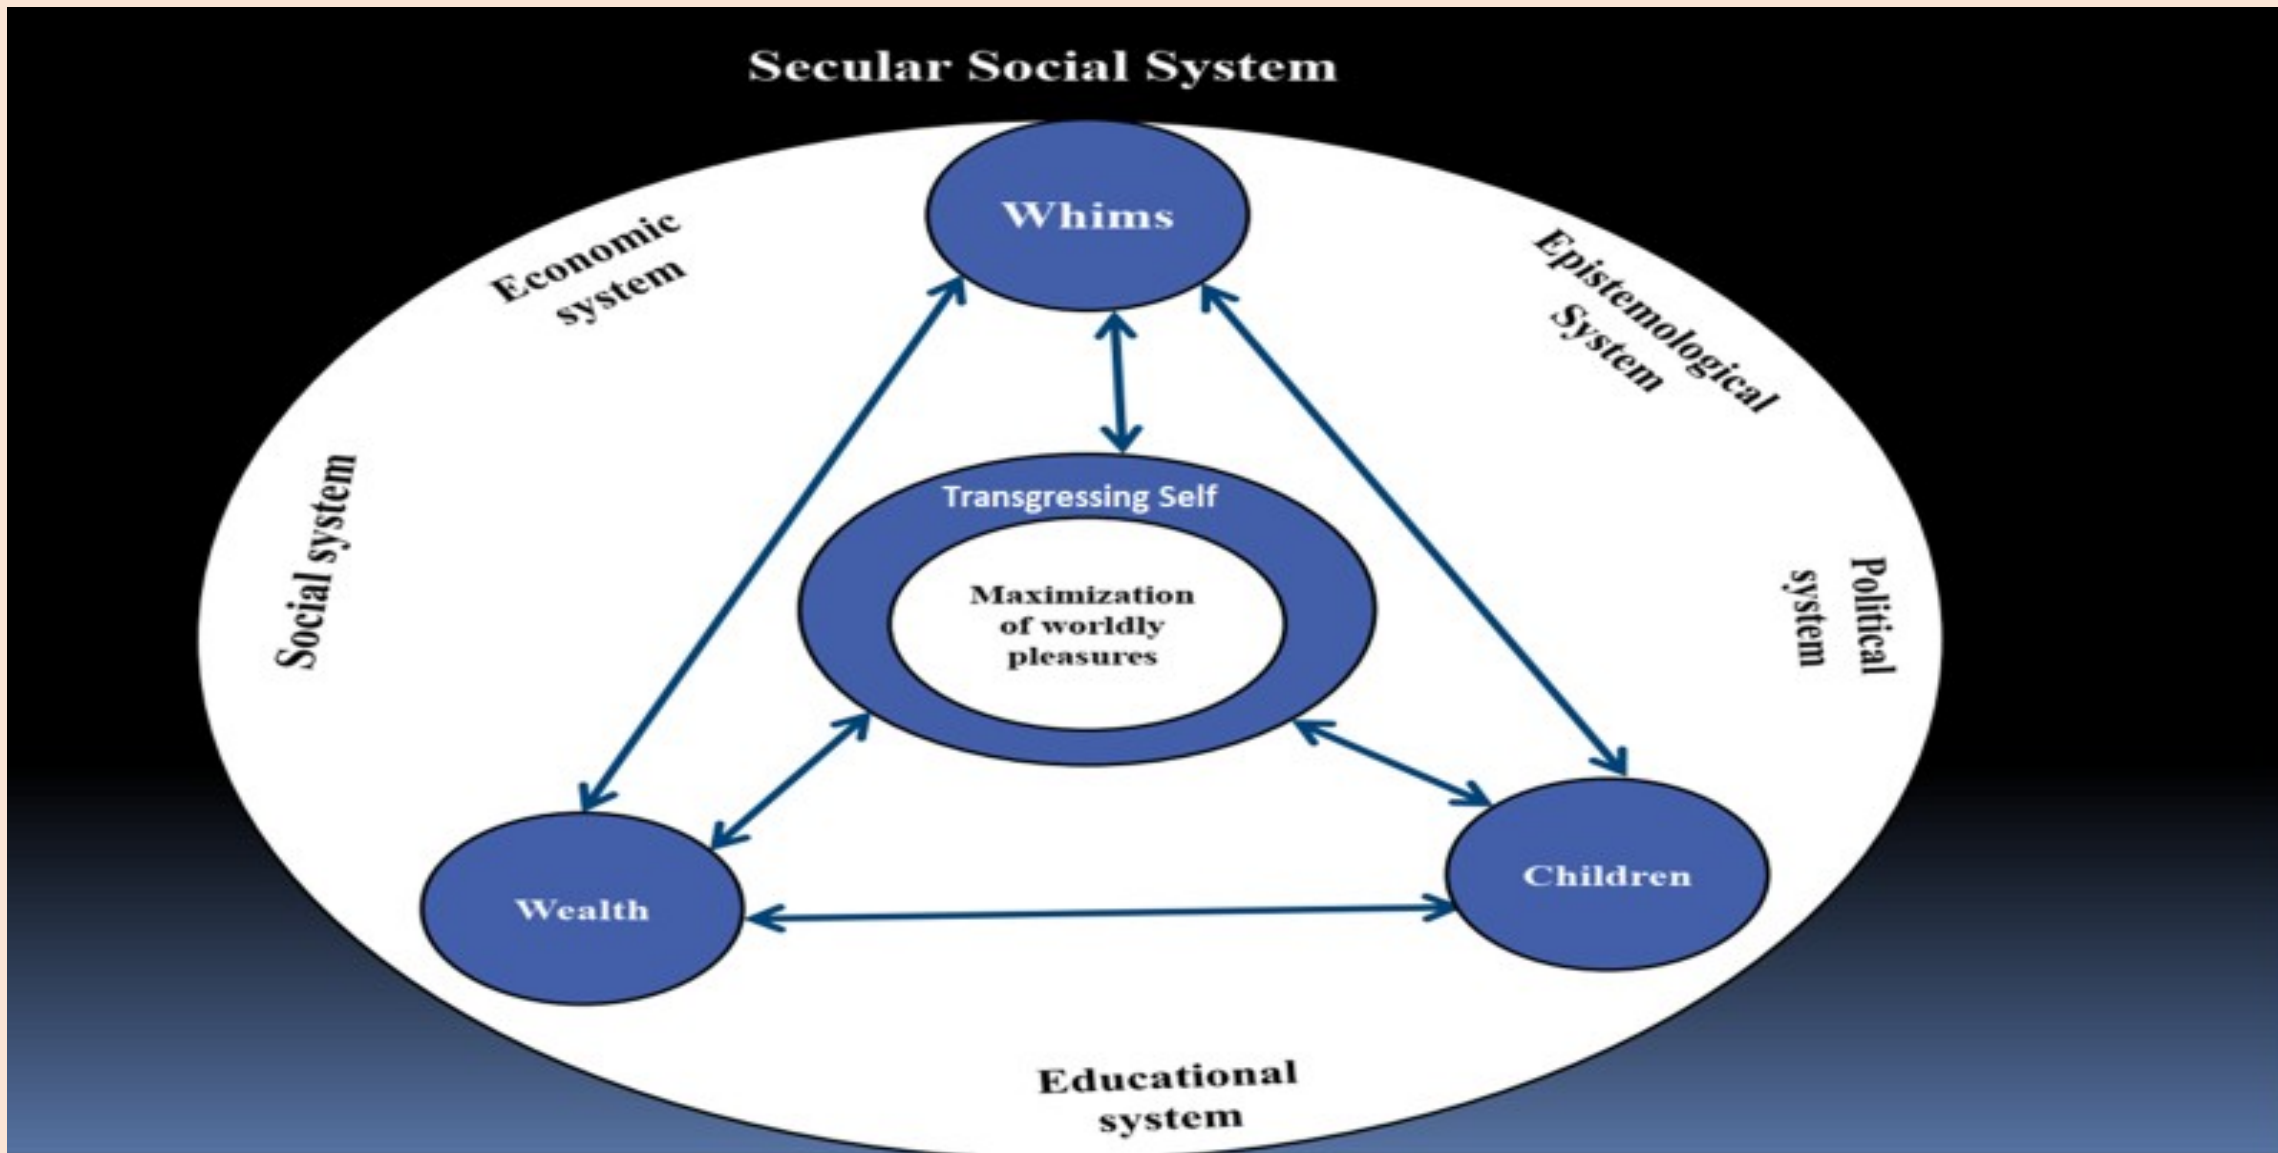 Secular Social System
Whims
Economic
system
Epistemological
System
Social system
Transgressing Self
Maximization
of worldly
pleasures
Political
system
Wealth
Children
Educational
system